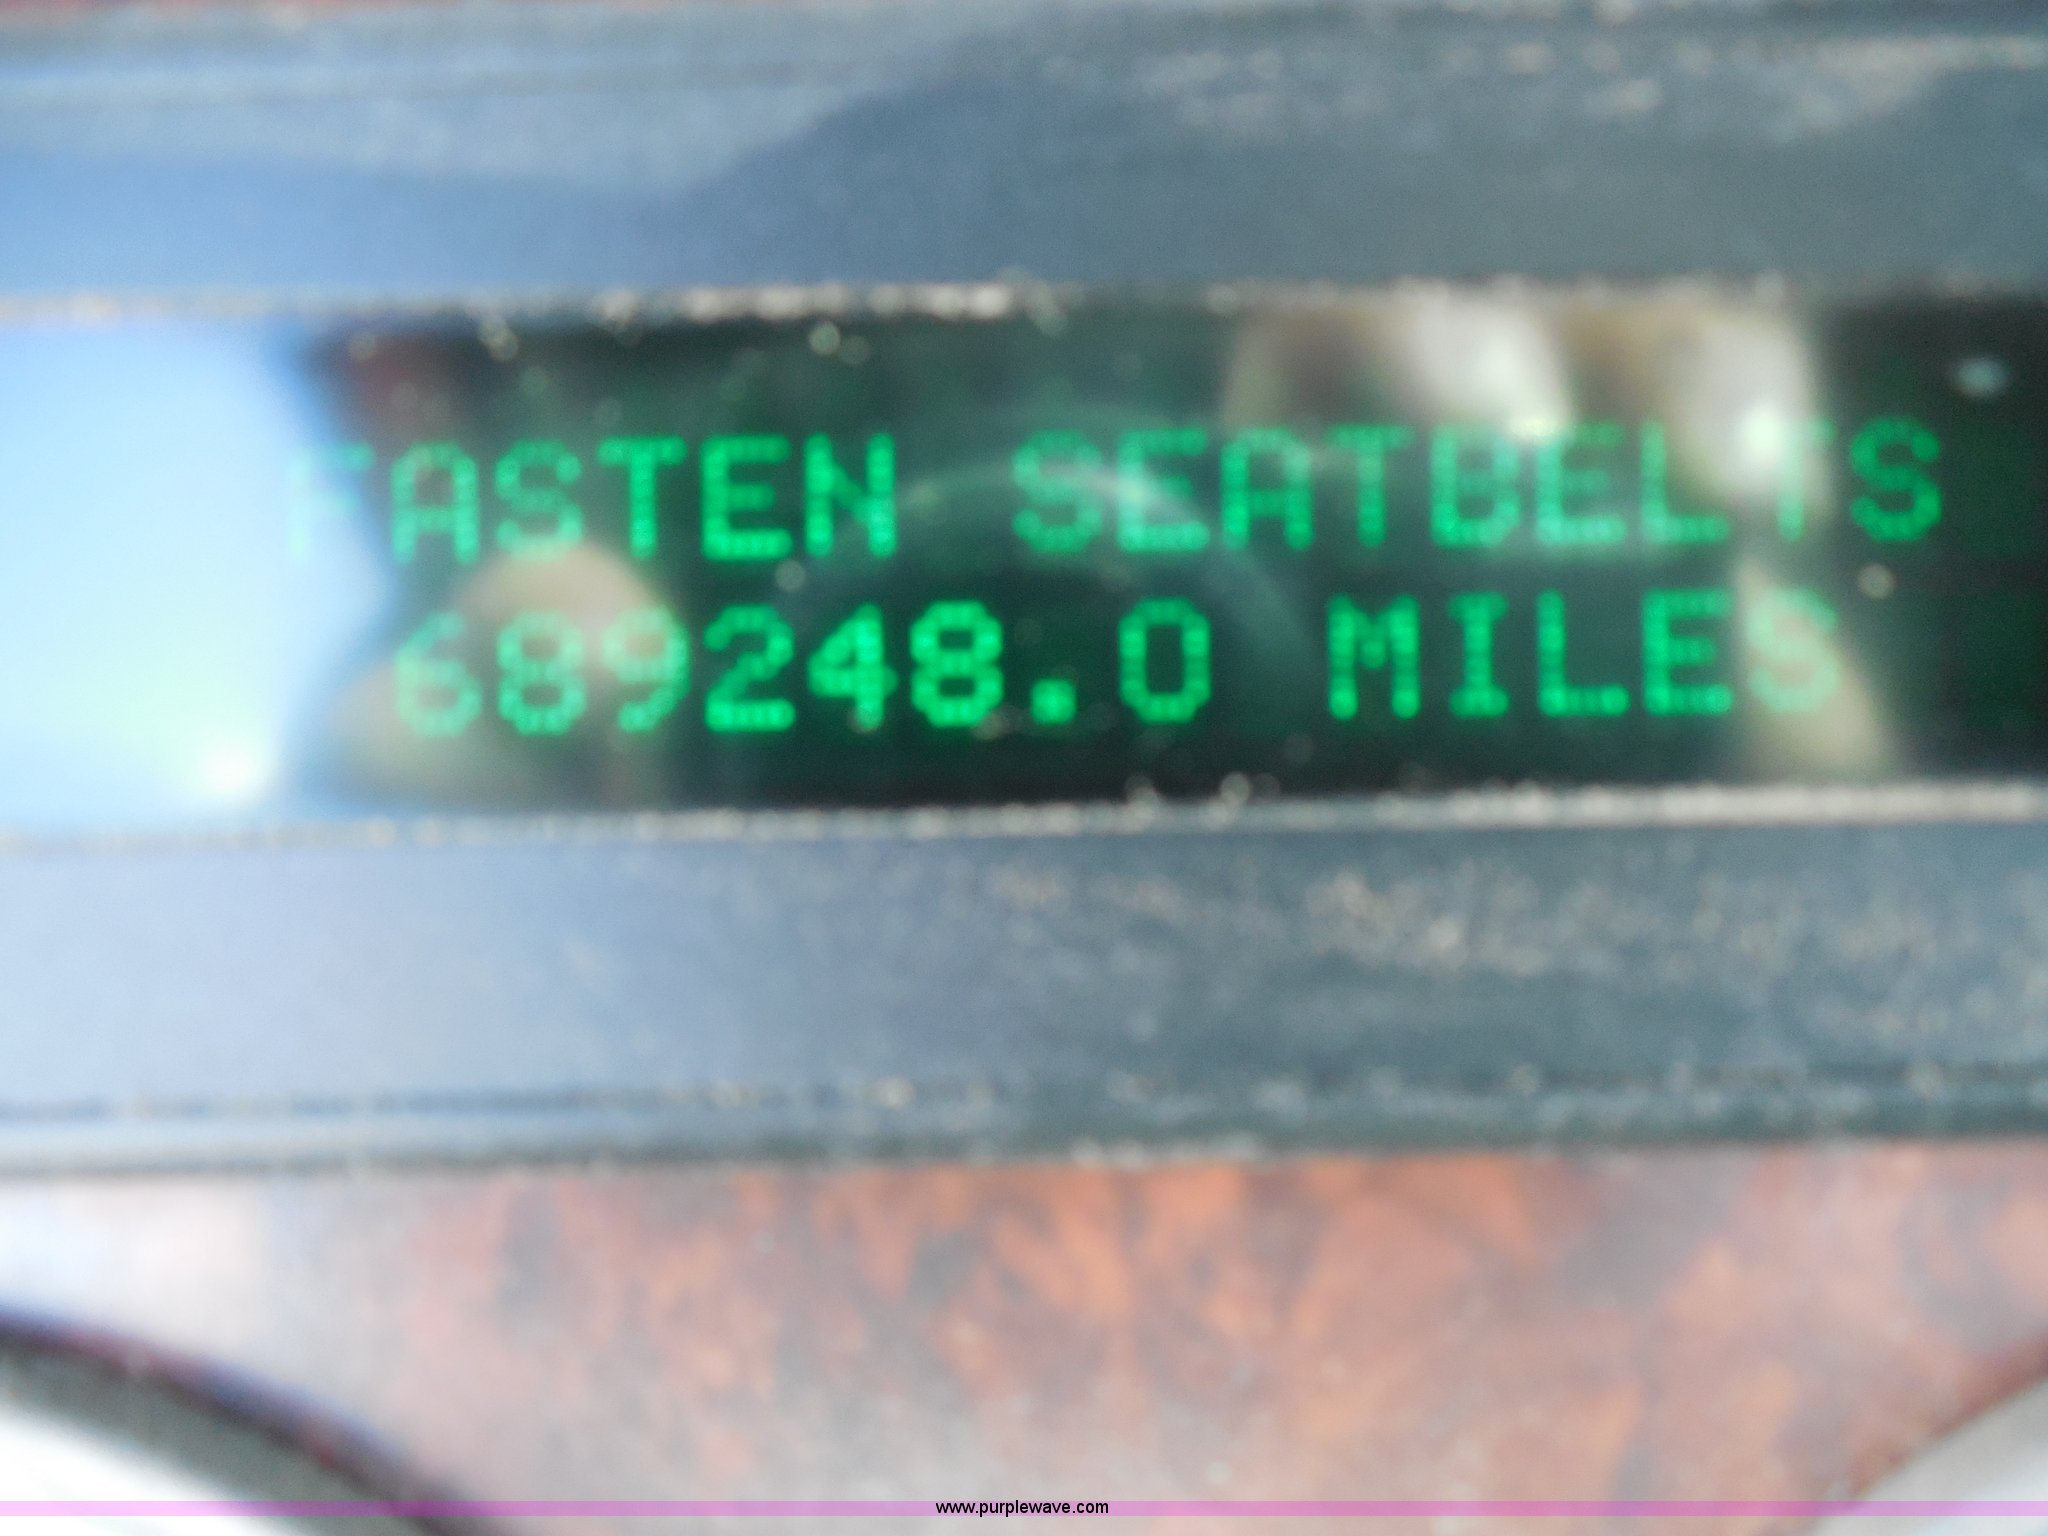 FASTEN SEATBELTS
689248.0 MILES
www.purplewave.com